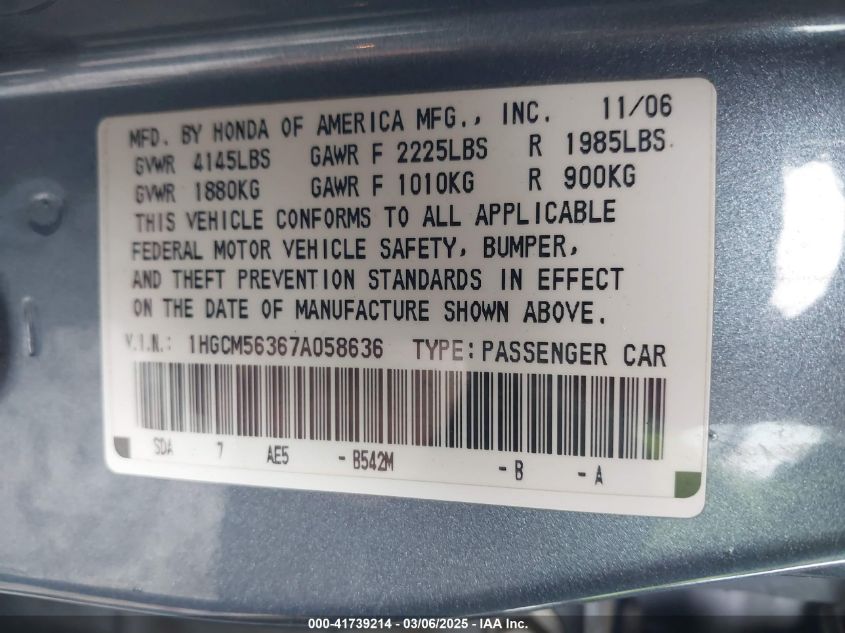 MFD. BY HONDA OF AMERICA MFG., INC. 11/06
GVWR 4145LBS GAWR F 2225LBS R 1985LBS
GVWR 1880KG GAWR F 1010KG R 900KG
THIS VEHICLE CONFORMS TO ALL APPLICABLE
FEDERAL MOTOR VEHICLE SAFETY, BUMPER,
AND THEFT PREVENTION STANDARDS IN EFFECT
ON THE DATE OF MANUFACTURE SHOWN ABOVE.
V.I.N.: 1HGCM56367A058636 TYPE: PASSENGER CAR
SDA 7 AE5 - B542M - B - A
000-41739214 - 03/06/2025 - IAA Inc.